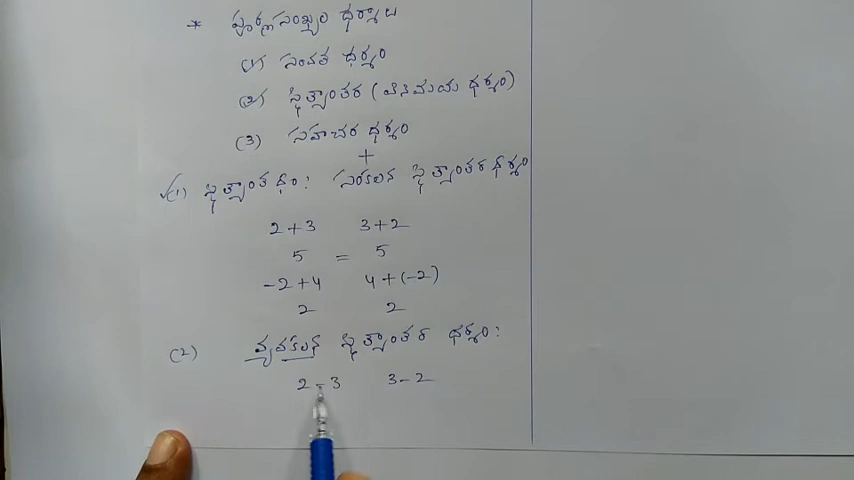 * పూర్ణసంఖ్యల ధర్మాలు
(1) సంవృత ధర్మం
(2) స్థిత్యాంతర (వినిమయ ధర్మం)
(3) సహచర ధర్మం
+
✓(1) స్థిత్యాంత ధ.ం: సంకలన స్థిత్యాంతర ధర్మం
2+3 3+2
5 = 5
-2+4 4+(-2)
2 2
(2) వ్యవకలన స్థిత్యాంతర ధర్మం:
2-3 3-2